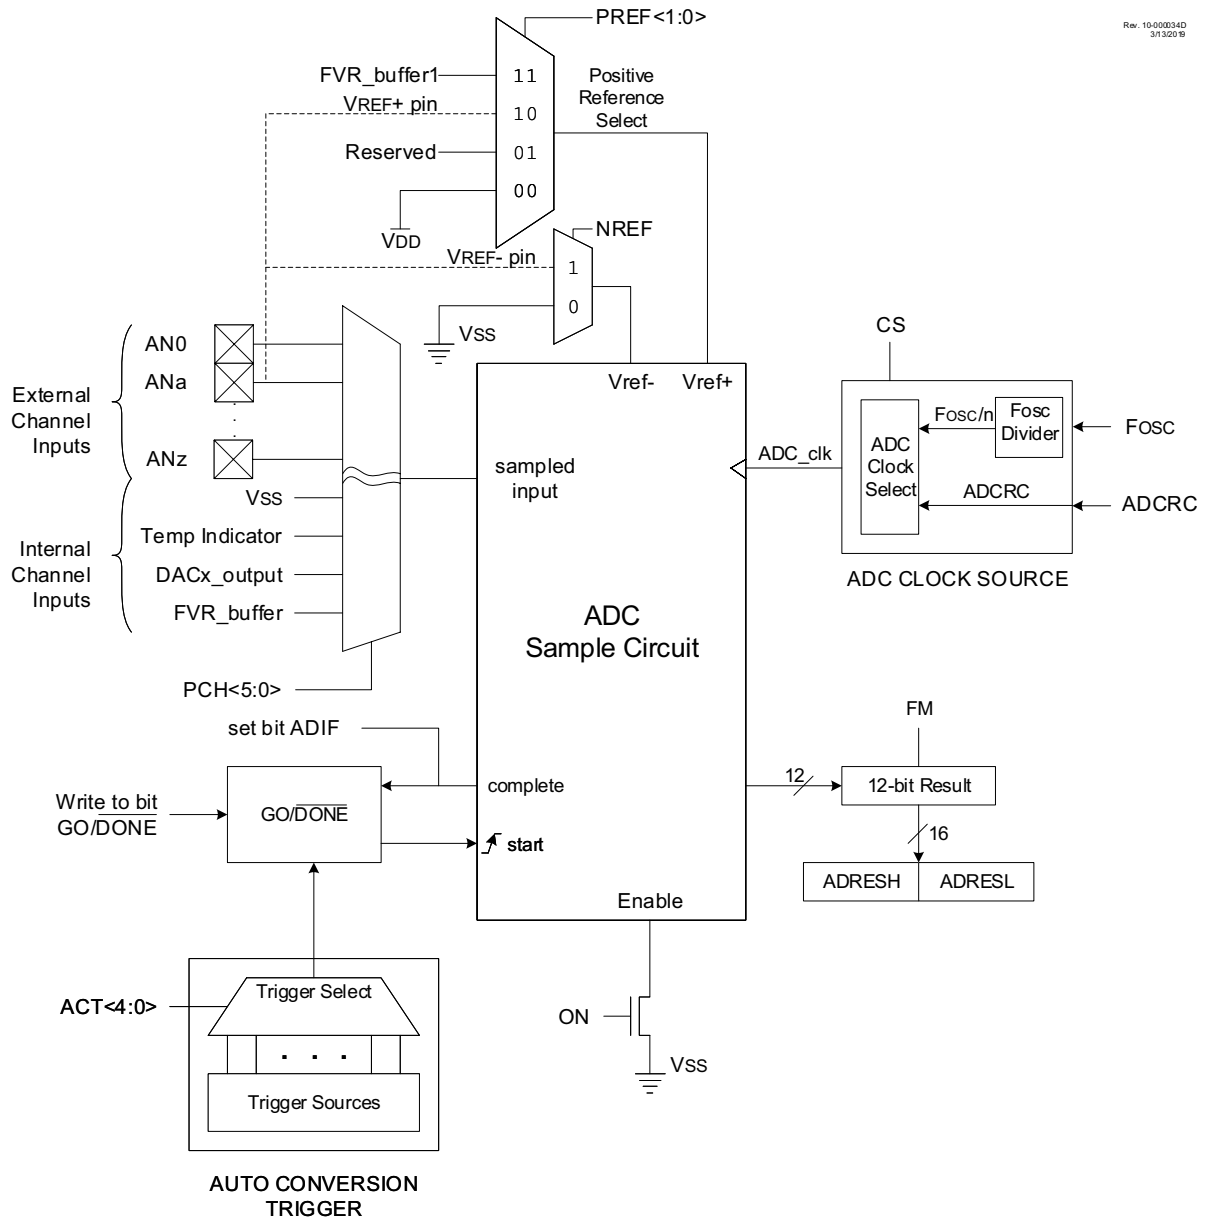 PREF<1:0>
Rev. 10-000034D
3/13/2019
FVR_buffer1
11
Positive
Reference
Select
VREF+ pin
10
Reserved
01
00
VDD
NREF
VREF- pin
1
0
VSS
External
Channel
Inputs
AN0
ANa
ANz
Internal
Channel
Inputs
VSS
Temp Indicator
DACx_output
FVR_buffer
PCH<5:0>
Vref-
Vref+
sampled
input
ADC
Sample Circuit
ADC_clk
CS
ADC
Clock
Select
FOSC/n
Fosc
Divider
FOSC
ADCRC
ADCRC
ADC CLOCK SOURCE
set bit ADIF
complete
Write to bit
GO/DONE
GO/DONE
start
FM
12
12-bit Result
16
ADRESH
ADRESL
Enable
ON
VSS
ACT<4:0>
Trigger Select
. . .
Trigger Sources
AUTO CONVERSION
TRIGGER